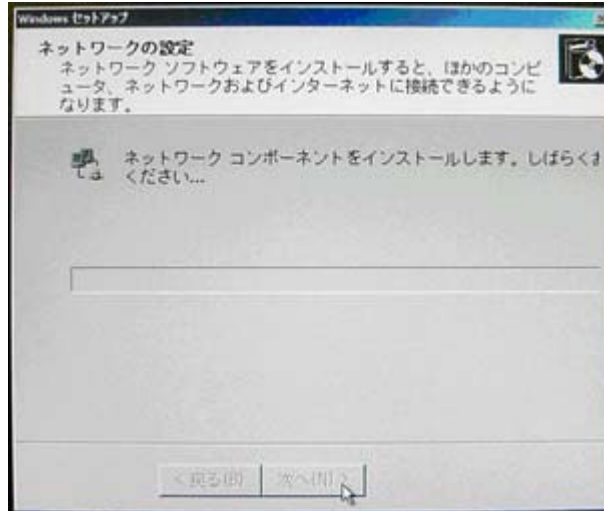 Windows セットアップ
ネットワークの設定
ネットワーク ソフトウェアをインストールすると、ほかのコンピ
ュータ、ネットワークおよびインターネットに接続できるように
なります。
ネットワーク コンポーネントをインストールします。しばらくお
ください...
< 戻る(B)
次へ(N) >